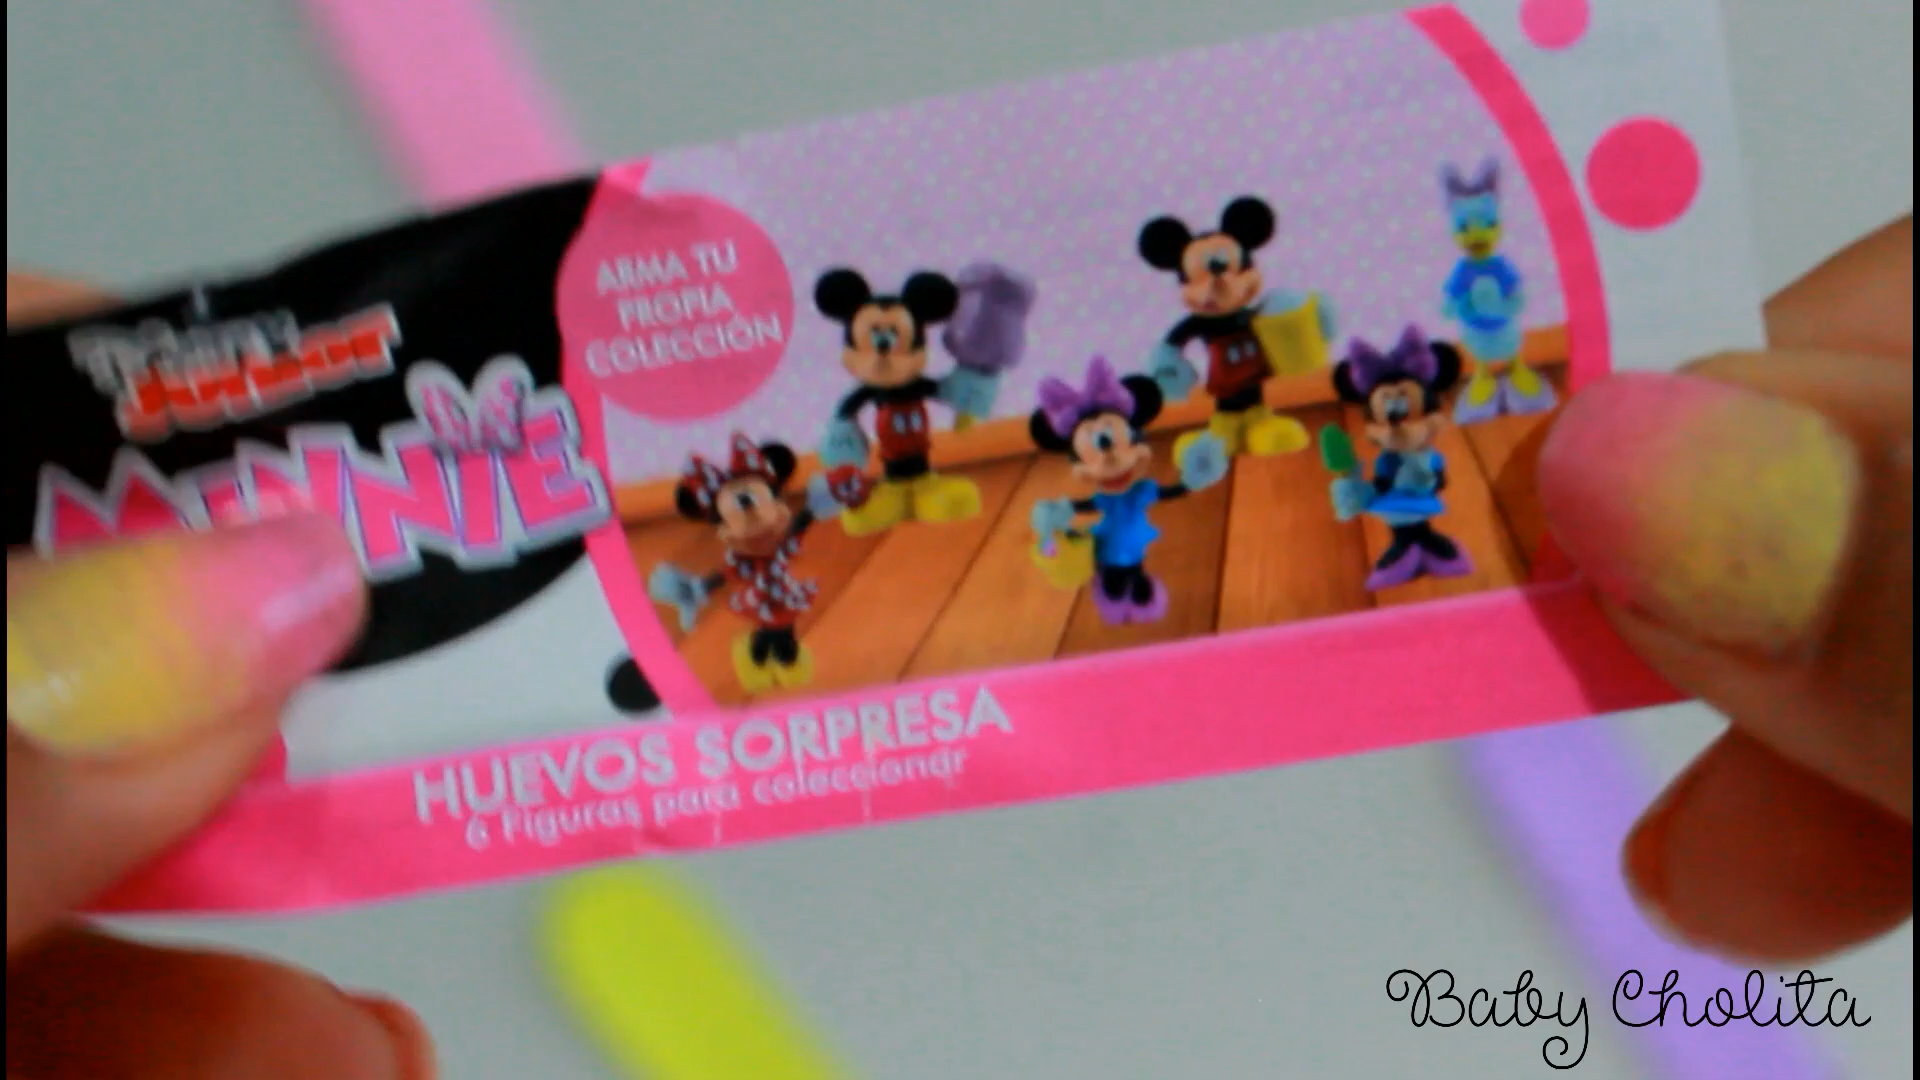 ARMA TU
PROPIA
COLECCIÓN
Disney
JUNIOR
MINNIE
HUEVOS SORPRESA
6 Figuras para coleccionar
Baby Cholita